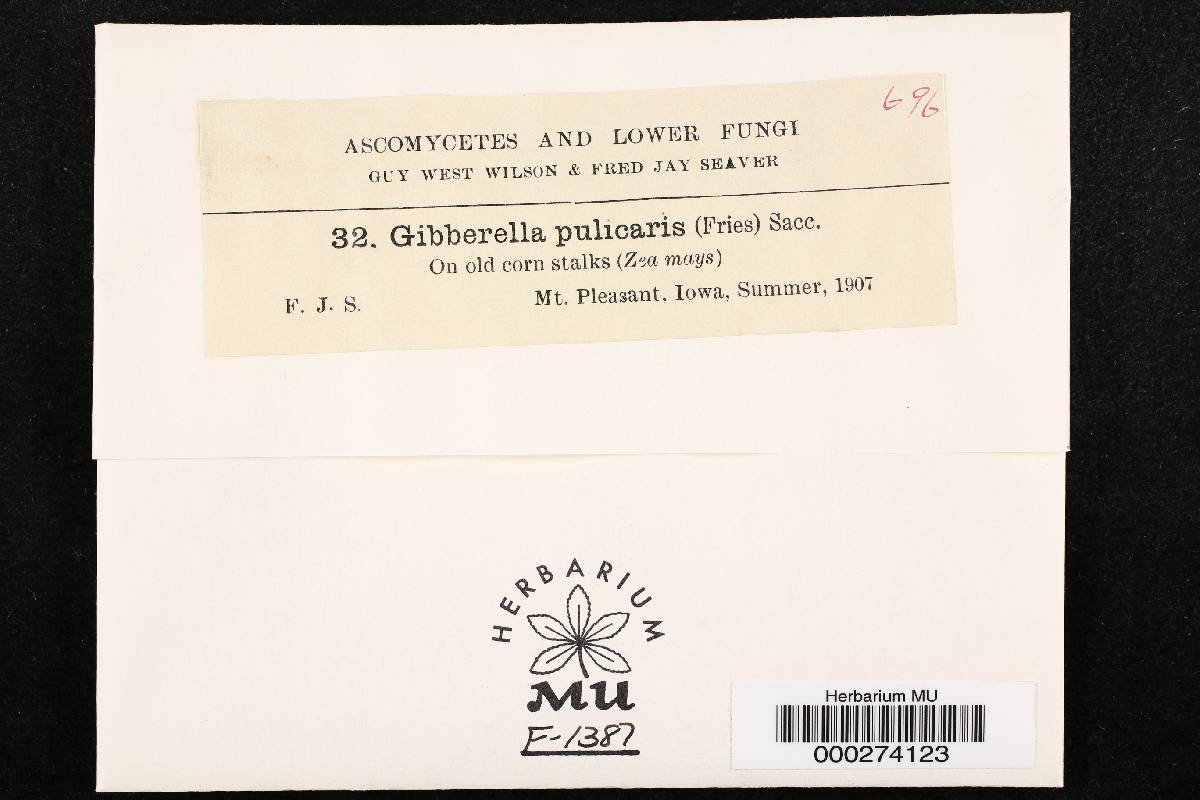 696
ASCOMYCETES AND LOWER FUNGI
GUY WEST WILSON & FRED JAY SEAVER
32. Gibberella pulicaris (Fries) Sacc.
On old corn stalks (Zea mays)
F. J. S. Mt. Pleasant. Iowa, Summer, 1907
HERBARIUM
MU
F-1387
Herbarium MU
000274123